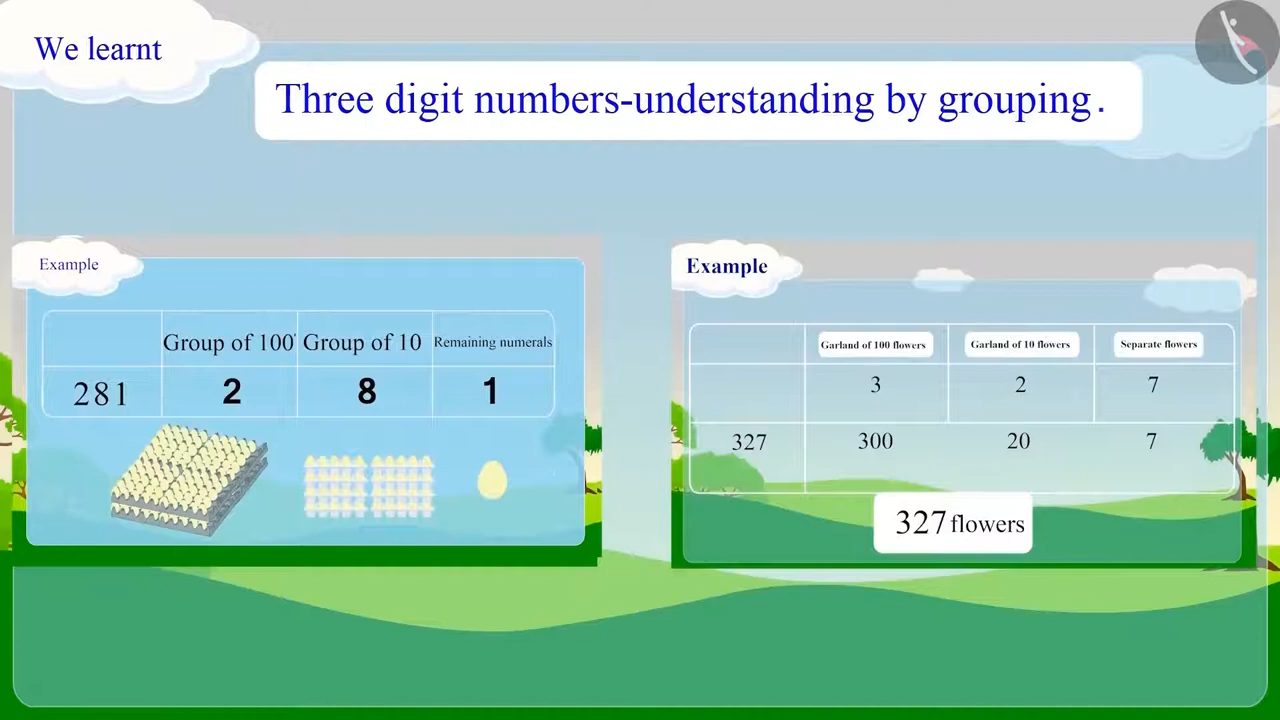 We learnt
Three digit numbers-understanding by grouping.
Example
Group of 100 Group of 10 Remaining numerals
281 2 8 1
Example
Garland of 100 flowers Garland of 10 flowers Separate flowers
3 2 7
327 300 20 7
327 flowers